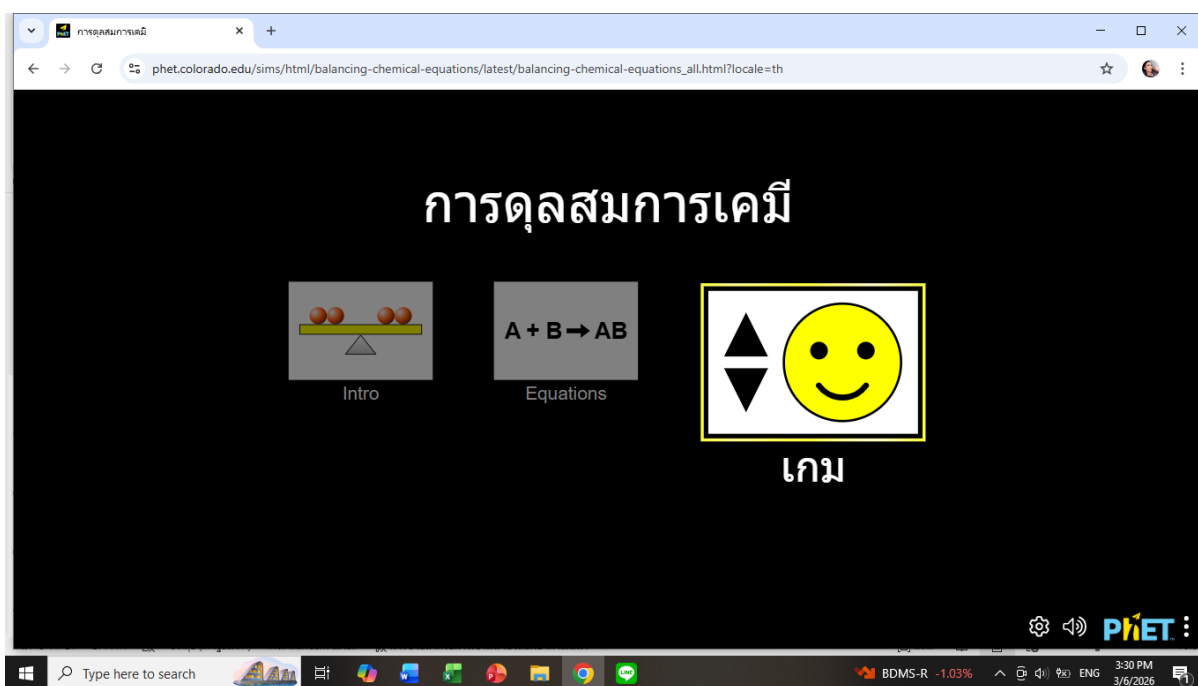 การดุลสมการเคมี
phet.colorado.edu/sims/html/balancing-chemical-equations/latest/balancing-chemical-equations_all.html?locale=th
การดุลสมการเคมี
A + B → AB
Intro
Equations
เกม
PhET
Type here to search
BDMS-R -1.03%
ENG
3:30 PM
3/6/2026